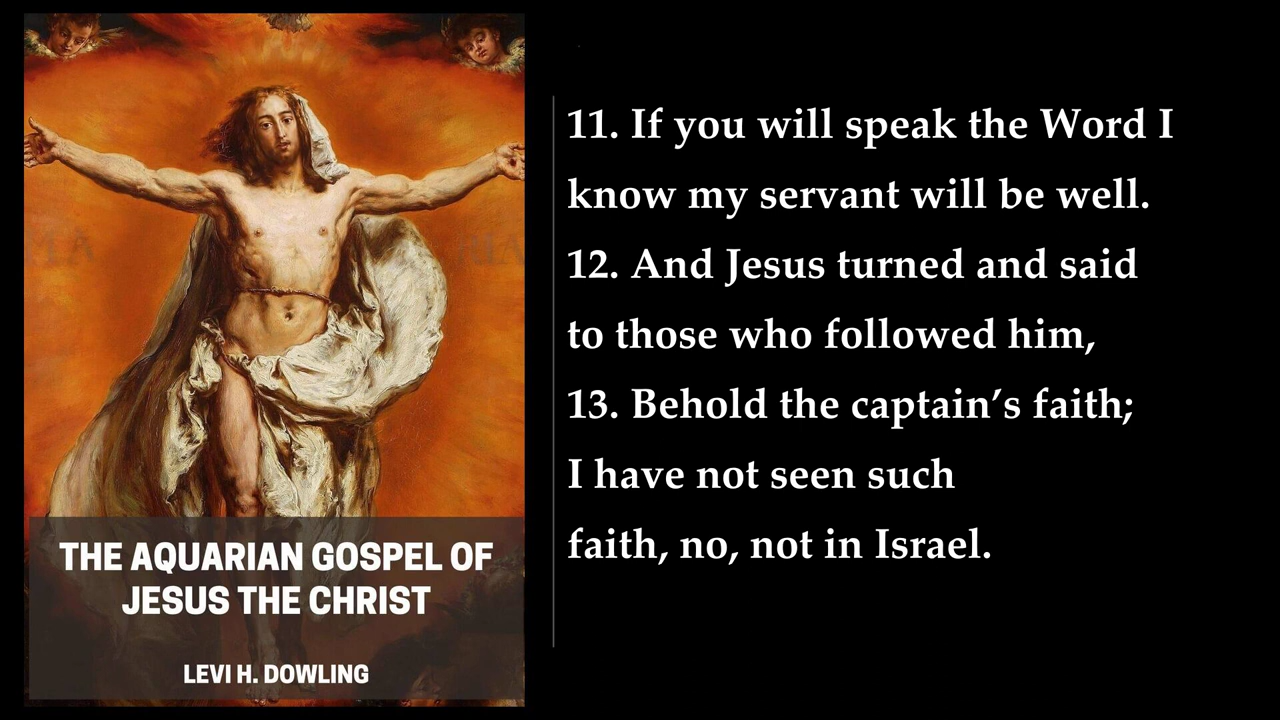 THE AQUARIAN GOSPEL OF
JESUS THE CHRIST
LEVI H. DOWLING
11. If you will speak the Word I
know my servant will be well.
12. And Jesus turned and said
to those who followed him,
13. Behold the captain’s faith;
I have not seen such
faith, no, not in Israel.